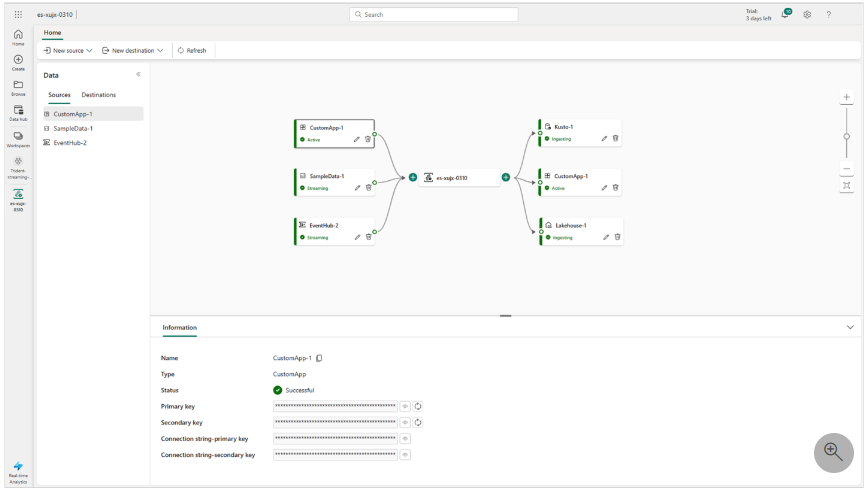 es-xujx-0310
Search
Trial:
3 days left
10
?
Home
Create
Browse
Data hub
Workspaces
Trident-
streaming-...
es-xujx-
0310
Real-time
Analytics
Home
New source
New destination
Refresh
Data
Sources
Destinations
CustomApp-1
SampleData-1
EventHub-2
CustomApp-1
Active
SampleData-1
Streaming
EventHub-2
Streaming
es-xujx-0310
Kusto-1
Ingesting
CustomApp-1
Active
Lakehouse-1
Ingesting
Information
Name
CustomApp-1
Type
CustomApp
Status
Successful
Primary key
Secondary key
Connection string-primary key
Connection string-secondary key